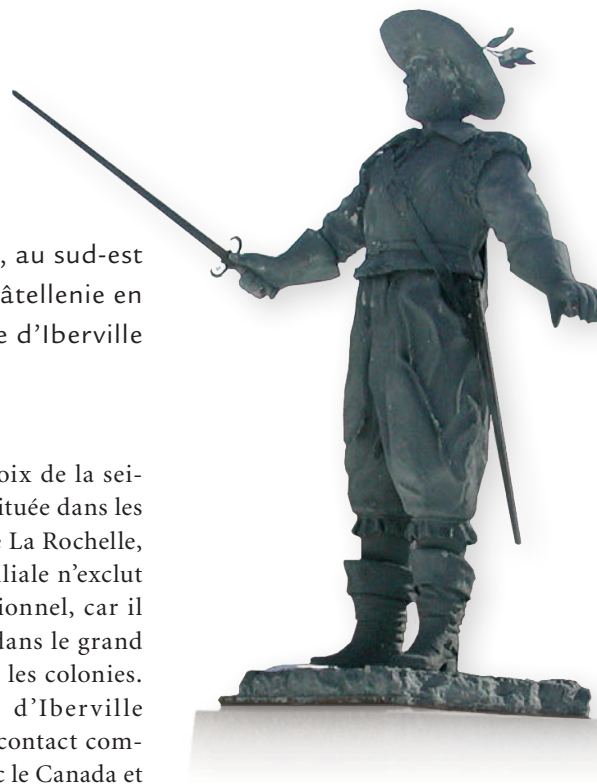 , au sud-est
âtellenie en
e d’Iberville
oix de la sei-
ituée dans les
e La Rochelle,
iliale n’exclut
ionnel, car il
dans le grand
les colonies.
d’Iberville
contact com-
c le Canada et